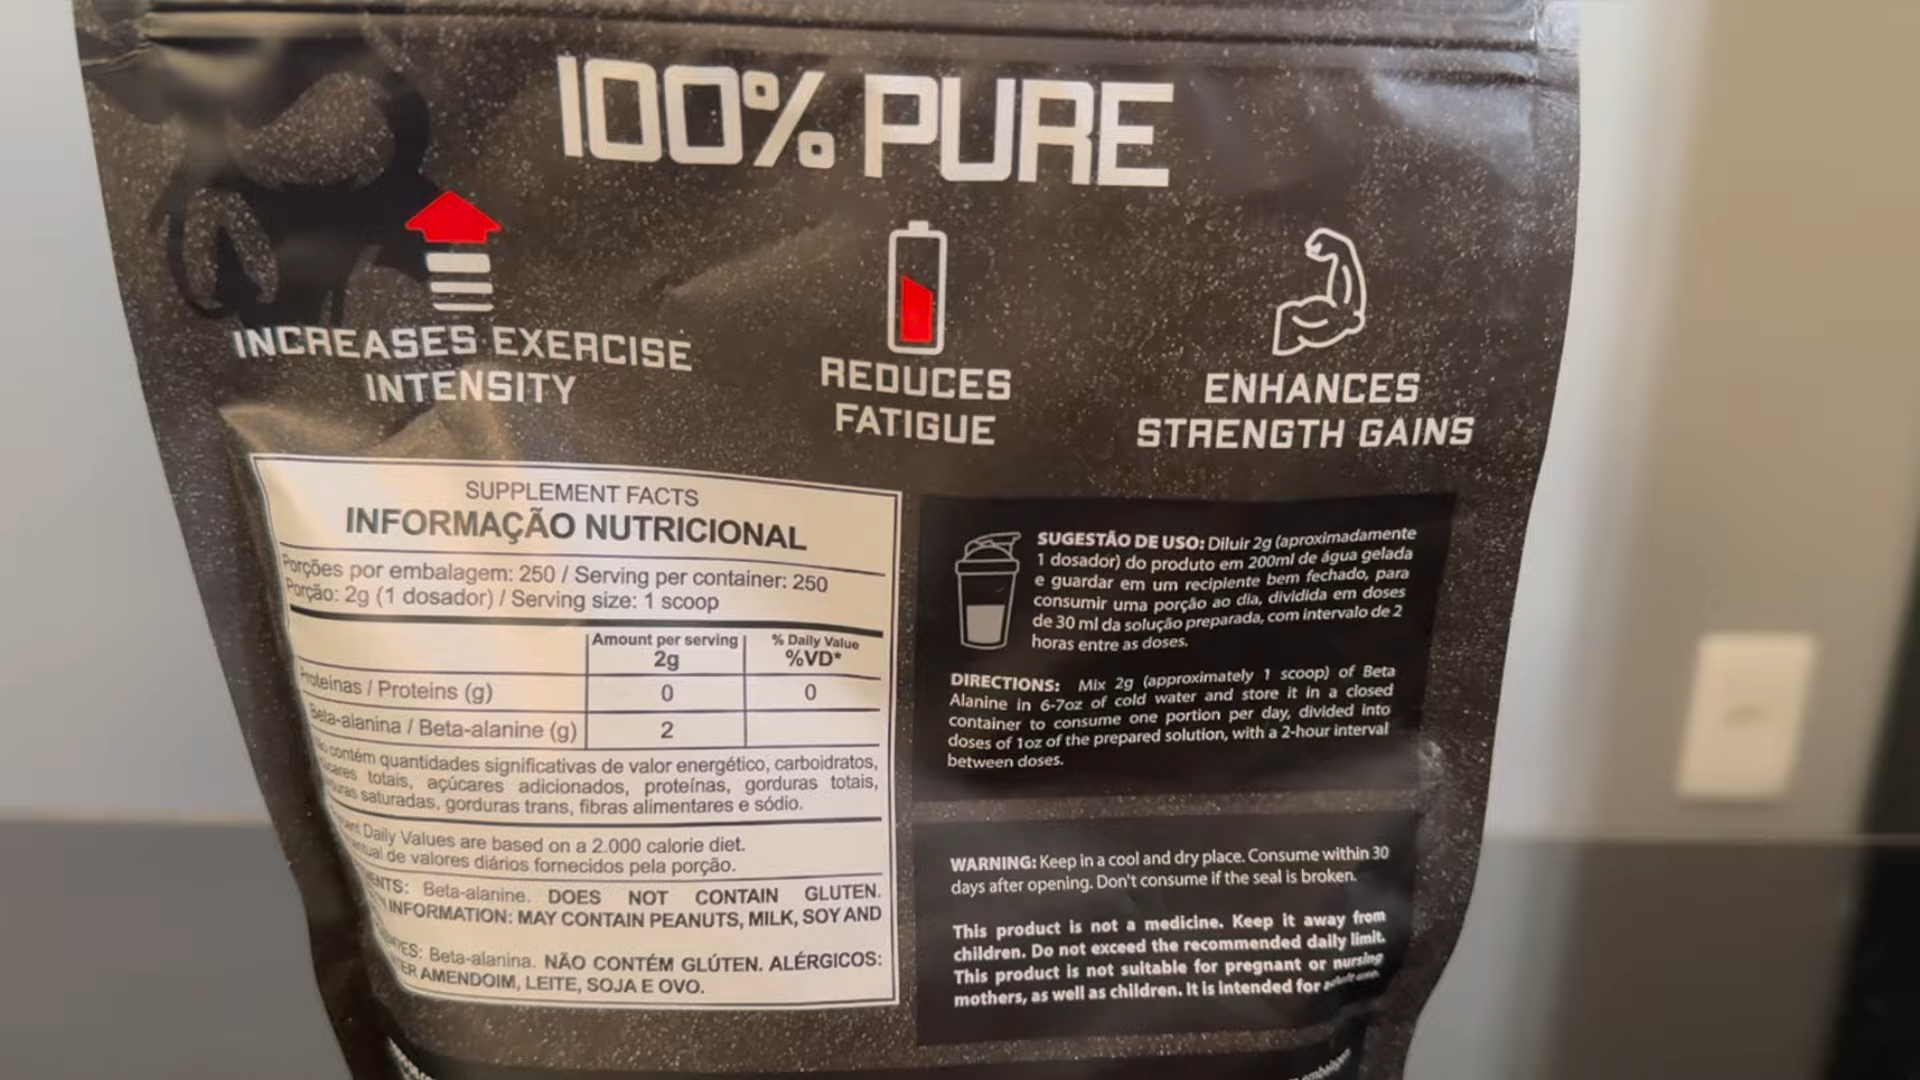 100% PURE
INCREASES EXERCISE
INTENSITY
REDUCES
FATIGUE
ENHANCES
STRENGTH GAINS
SUPPLEMENT FACTS
INFORMAÇÃO NUTRICIONAL
Porções por embalagem: 250 / Serving per container: 250
Porção: 2g (1 dosador) / Serving size: 1 scoop
Amount per serving % Daily Value
2g %VD*
Proteinas / Proteins (g) 0 0
Beta-alanina / Beta-alanine (g) 2
contém quantidades significativas de valor energético, carboidratos,
totais, açúcares adicionados, proteínas, gorduras totais,
saturadas, gorduras trans, fibras alimentares e sódio.
Daily Values are based on a 2.000 calorie diet.
de valores diários fornecidos pela porção.
Beta-alanine. DOES NOT CONTAIN GLUTEN.
INFORMATION: MAY CONTAIN PEANUTS, MILK, SOY AND
Beta-alanina. NÃO CONTÉM GLÚTEN. ALÉRGICOS:
AMENDOIM, LEITE, SOJA E OVO.
SUGESTÃO DE USO: Diluir 2g (aproximadamente
1 dosador) do produto em 200ml de água gelada
e guardar em um recipiente bem fechado, para
consumir uma porção ao dia, dividida em doses
de 30 ml da solução preparada, com intervalo de 2
horas entre as doses.
DIRECTIONS: Mix 2g (approximately 1 scoop) of Beta
Alanine in 6-7oz of cold water and store it in a closed
container to consume one portion per day, divided into
doses of 1oz of the prepared solution, with a 2-hour interval
between doses.
WARNING: Keep in a cool and dry place. Consume within 30
days after opening. Don't consume if the seal is broken.
This product is not a medicine. Keep it away from
children. Do not exceed the recommended daily limit.
This product is not suitable for pregnant or nursing
mothers, as well as children. It is intended for